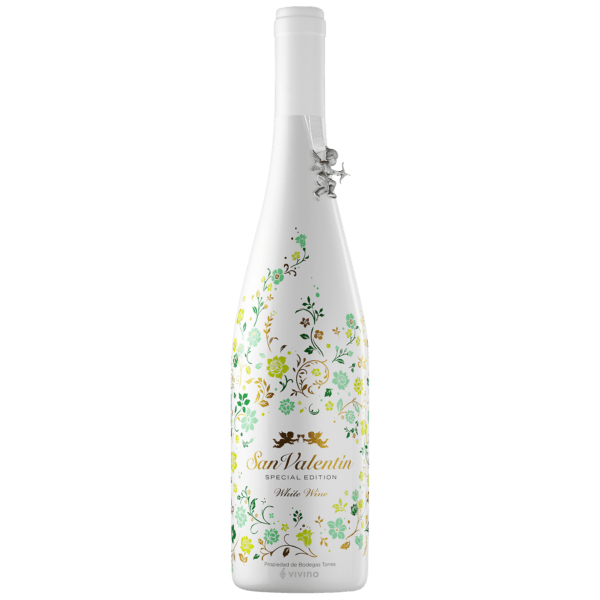 San Valentin
SPECIAL EDITION
White Wine
Propiedad de Bodegas Torres
VIVINO